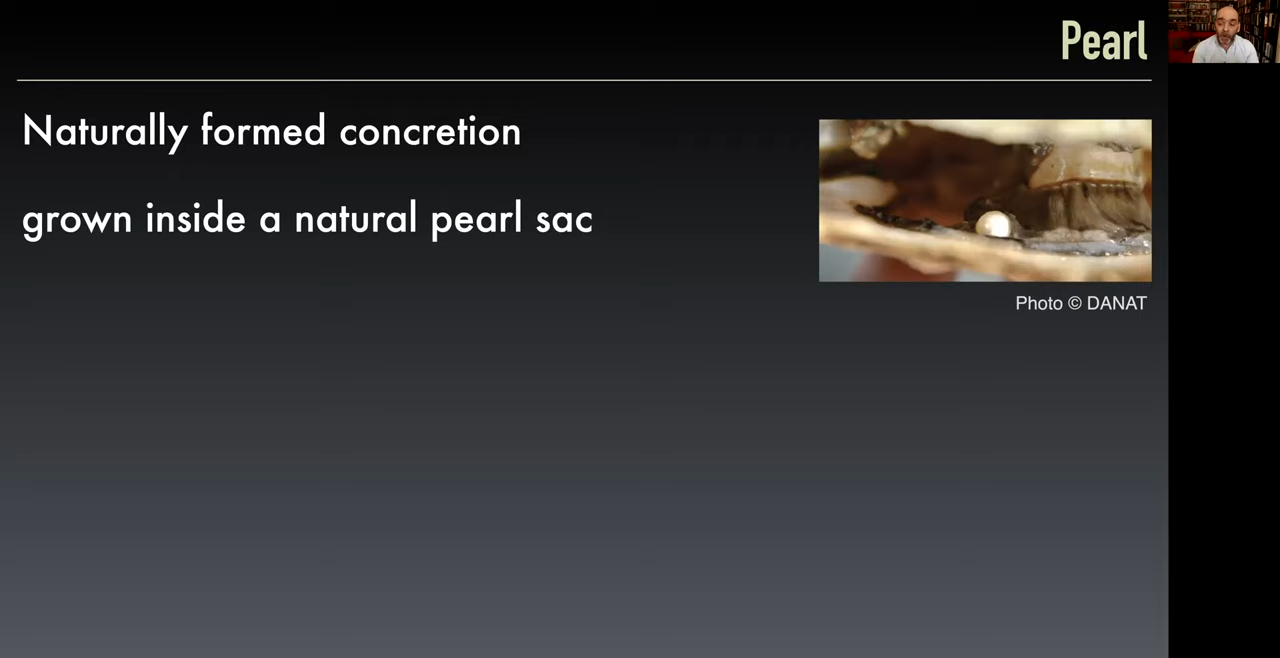 Pearl
Naturally formed concretion
grown inside a natural pearl sac
Photo © DANAT